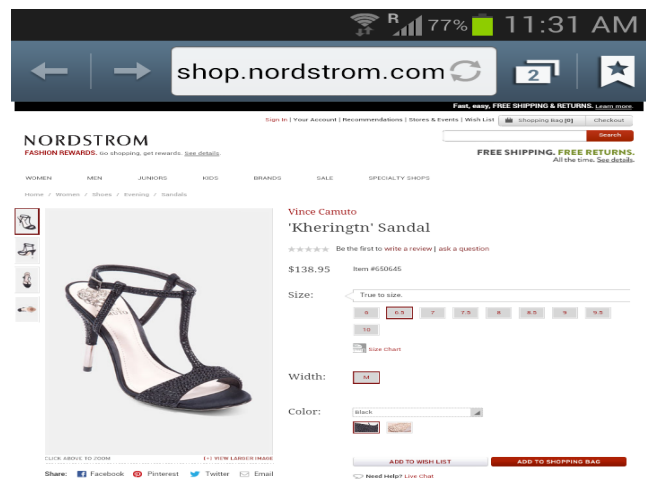 R 77% 11:31 AM
shop.nordstrom.com 2
Fast, easy, FREE SHIPPING & RETURNS. Learn more.
Sign In | Your Account | Recommendations | Stores & Events | Wish List Shopping Bag [0] Checkout
NORDSTROM
Search
FASHION REWARDS. Go shopping, get rewards. See details.
FREE SHIPPING. FREE RETURNS.
All the time. See details.
WOMEN MEN JUNIORS KIDS BRANDS SALE SPECIALTY SHOPS
Home / Women / Shoes / Evening / Sandals
Vince Camuto
'Kheringtn' Sandal
Be the first to write a review | ask a question
$138.95 Item #650645
Size: True to size.
6 6.5 7 7.5 8 8.5 9 9.5
10
Size Chart
Width: M
Color: Black
CLICK ABOVE TO ZOOM [+] VIEW LARGER IMAGE
ADD TO WISH LIST ADD TO SHOPPING BAG
Share: Facebook Pinterest Twitter Email
Need Help? Live Chat